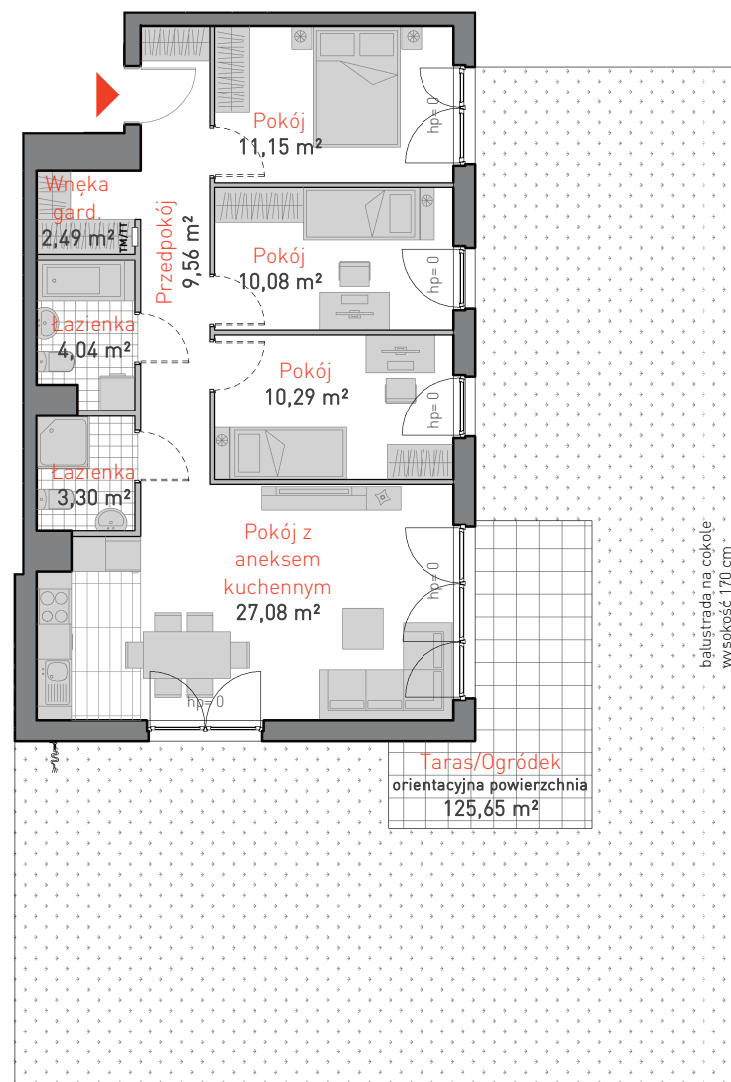 Pokój
11,15 m²
hp=0
Wnęka
gard.
2,49 m²
TM/IT
Przedpokój
9,56 m²
Pokój
10,08 m²
hp=0
Łazienka
4,04 m²
Pokój
10,29 m²
hp=0
Łazienka
3,30 m²
Pokój z
aneksem
kuchennym
27,08 m²
hp=0
hp=0
balustrada na cokole
wysokość 170 cm
Taras/Ogródek
orientacyjna powierzchnia
125,65 m²